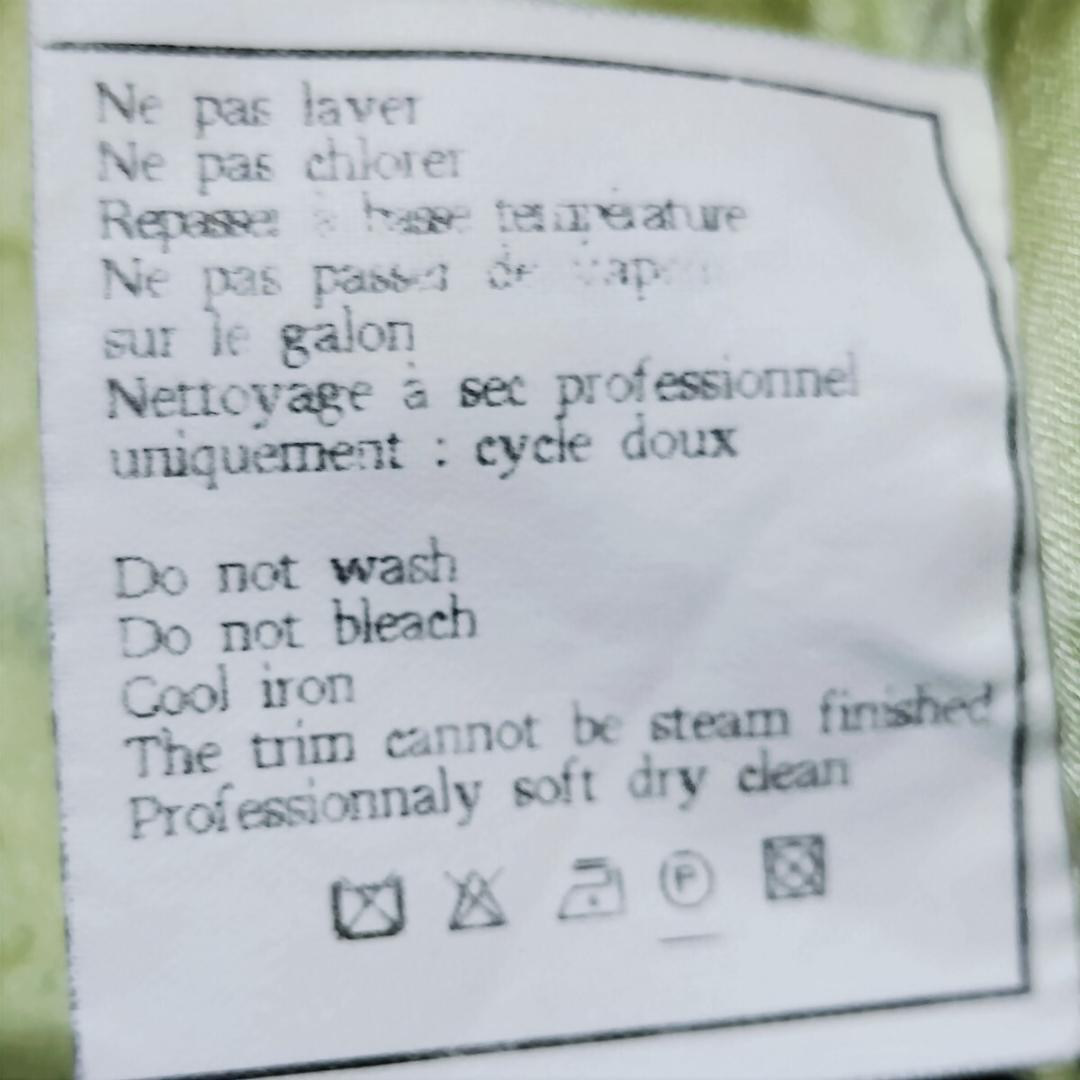 Ne pas laver
Ne pas chlorer
Repasser à basse température
Ne pas passer de
sur le galon
Nettoyage à sec professionnel
uniquement : cycle doux
Do not wash
Do not bleach
Cool iron
The trim cannot be steam finished
Professionnaly soft dry clean
P